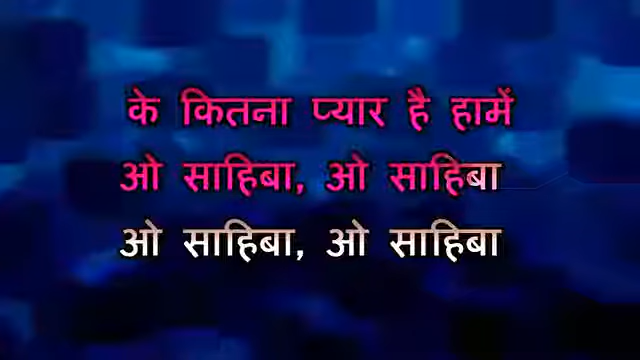 के कितना प्यार है हामें
ओ साहिबा, ओ साहिबा
ओ साहिबा, ओ साहिबा